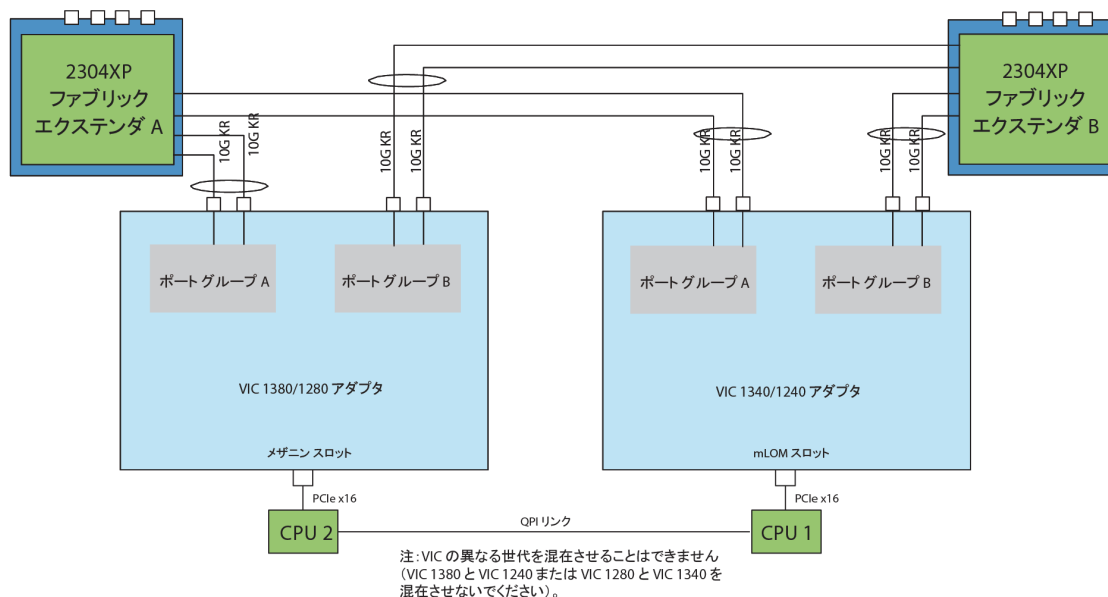 2304XP
ファブリック
エクステンダ A
2304XP
ファブリック
エクステンダ B
10G KR
10G KR
10G KR
10G KR
10G KR
10G KR
10G KR
10G KR
ポート グループ A
ポート グループ B
ポート グループ A
ポート グループ B
VIC 1380/1280 アダプタ
VIC 1340/1240 アダプタ
メザニン スロット
mLOM スロット
PCIe x16
PCIe x16
CPU 2
QPI リンク
CPU 1
注：VIC の異なる世代を混在させることはできません
（VIC 1380 と VIC 1240 または VIC 1280 と VIC 1340 を
混在させないでください）。